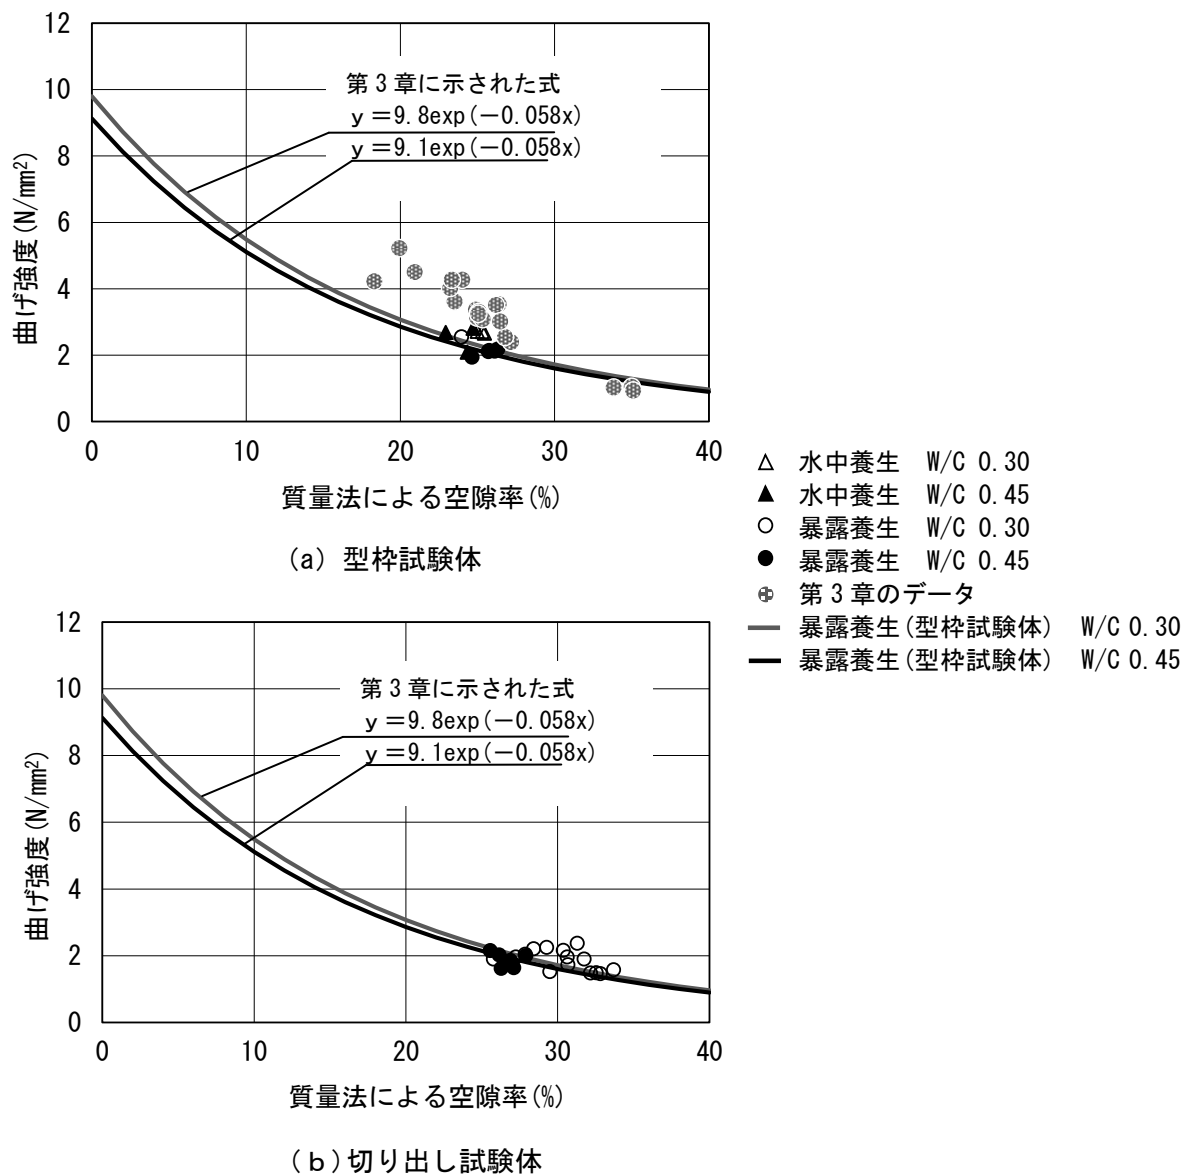 12
10
8
6
4
2
0
曲げ強度(N/mm²)
第3章に示された式
y=9.8exp(-0.058x)
y=9.1exp(-0.058x)
0 10 20 30 40
質量法による空隙率(%)
(a) 型枠試験体
水中養生 W/C 0.30
水中養生 W/C 0.45
暴露養生 W/C 0.30
暴露養生 W/C 0.45
第3章のデータ
暴露養生(型枠試験体) W/C 0.30
暴露養生(型枠試験体) W/C 0.45
12
10
8
6
4
2
0
曲げ強度(N/mm²)
第3章に示された式
y=9.8exp(-0.058x)
y=9.1exp(-0.058x)
0 10 20 30 40
質量法による空隙率(%)
(b)切り出し試験体